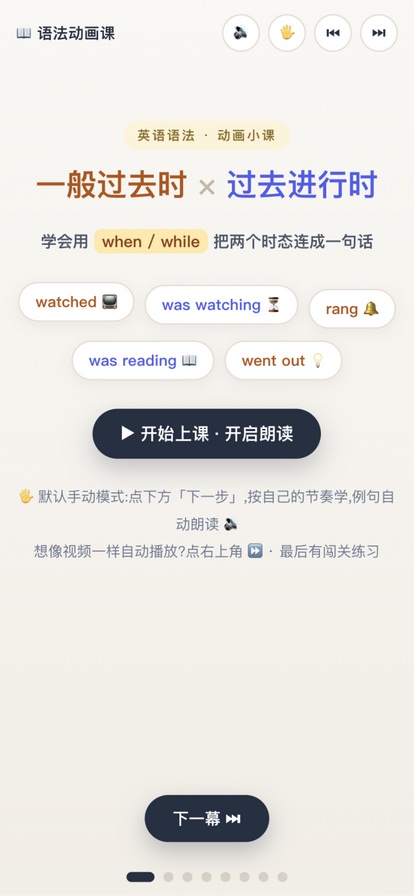 📖 语法动画课 🔈 🖐 ⏮ ⏭
英语语法 · 动画小课
一般过去时 × 过去进行时
学会用 when / while 把两个时态连成一句话
watched 📺 was watching ⏳ rang 🔔
was reading 📖 went out 💡
▶ 开始上课 · 开启朗读
🖐 默认手动模式:点下方「下一步」,按自己的节奏学,例句自
动朗读 🔈
想像视频一样自动播放?点右上角 ⏩ · 最后有闯关练习
下一幕 ⏭